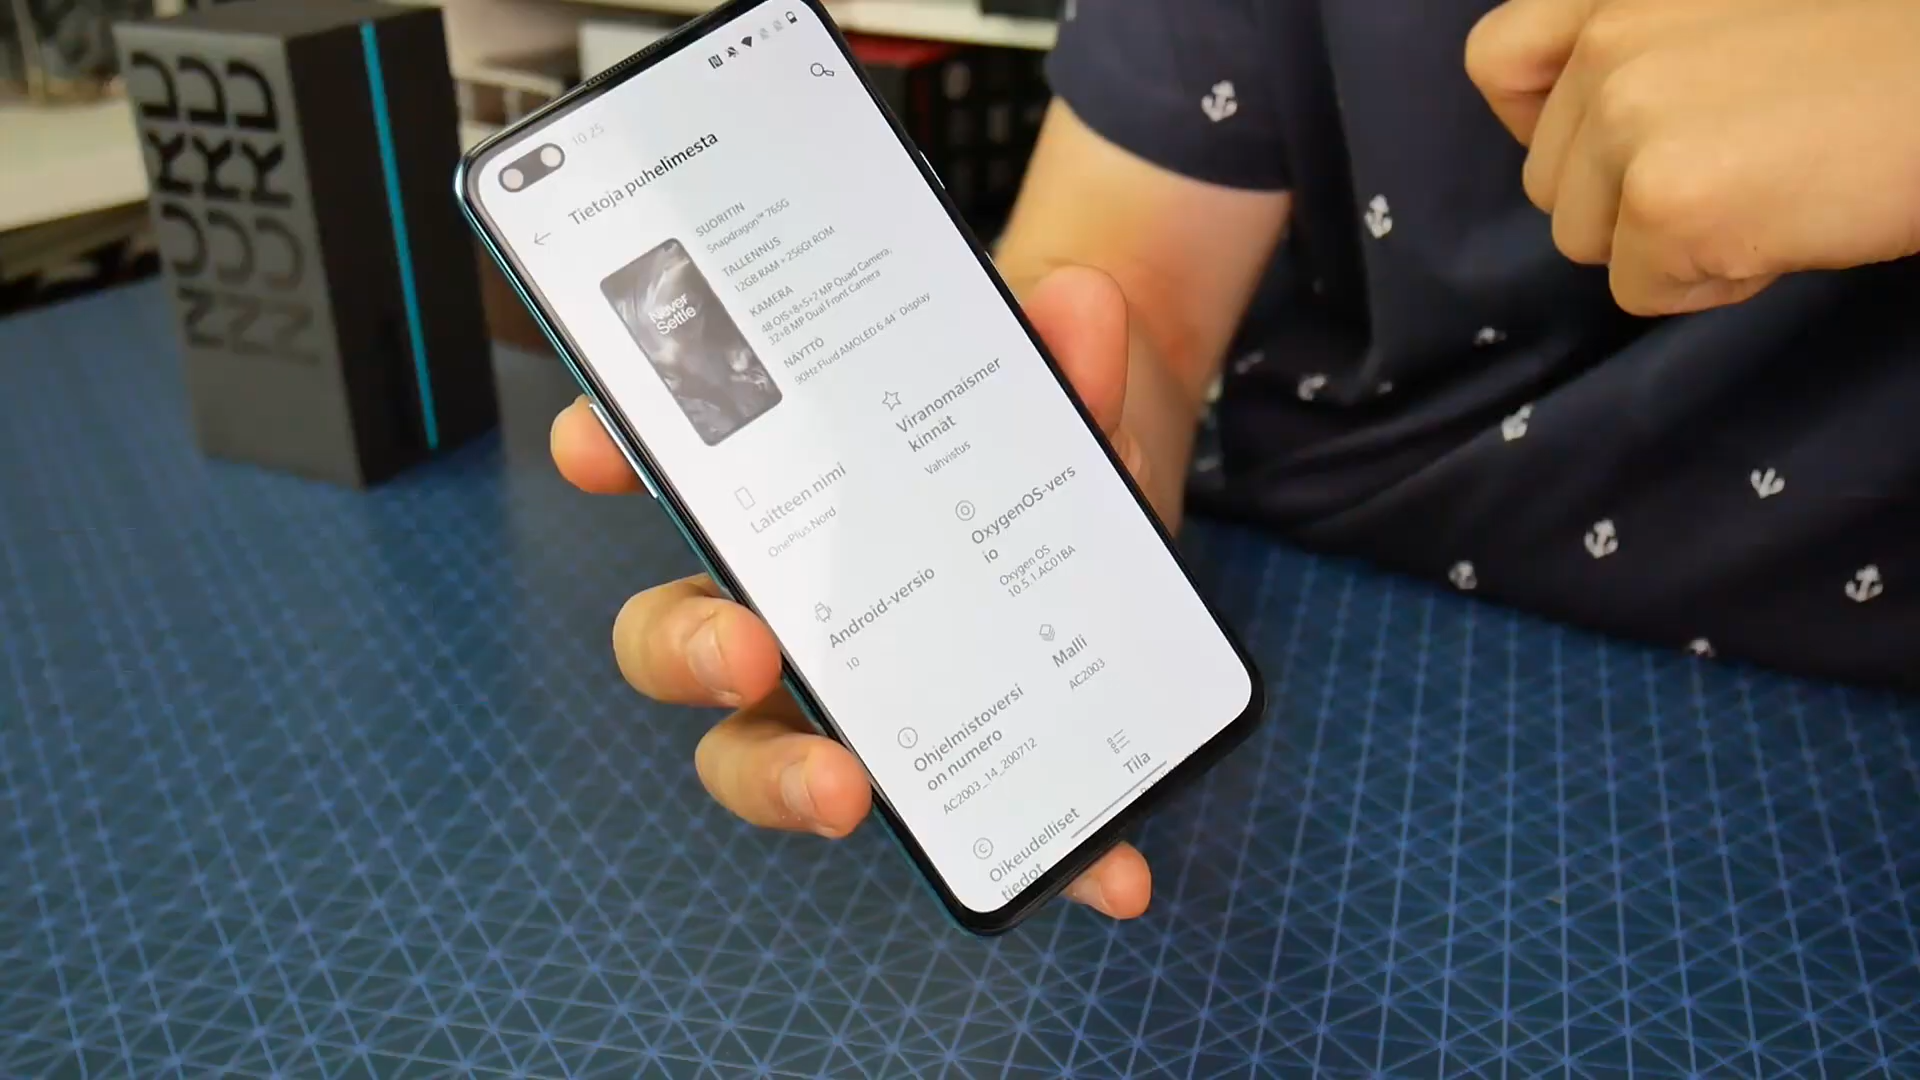 NORD
NORD
NORD
10:25
Tietoja puhelimesta
Never
Settle
SUORITIN
Snapdragon™ 765G
TALLENNUS
12GB RAM + 256Gt ROM
KAMERA
48 OIS+8+5+2 MP Quad Camera,
32+8 MP Dual Front Camera
NÄYTTÖ
90Hz Fluid AMOLED 6.44" Display
Laitteen nimi
OnePlus Nord
Viranomaismer
kinnät
Vahvistus
Android-versio
10
OxygenOS-vers
io
Oxygen OS
10.5.1.AC01BA
Ohjelmistoversi
on numero
AC2003_14_200712
Malli
AC2003
Oikeudelliset
tiedot
Tila